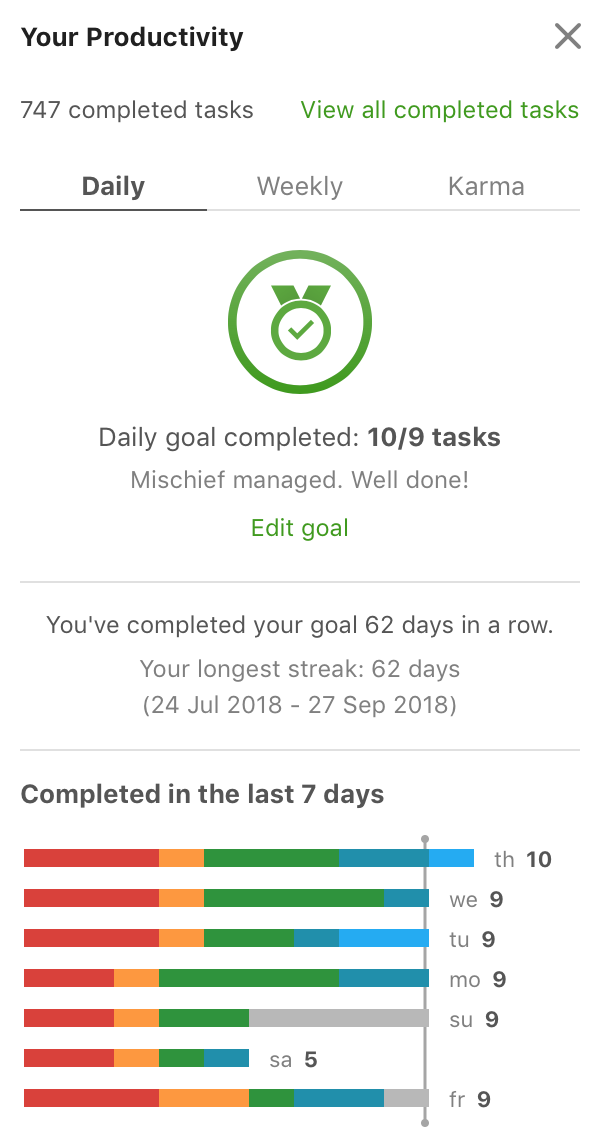 Your Productivity
747 completed tasks View all completed tasks
Daily Weekly Karma
Daily goal completed: 10/9 tasks
Mischief managed. Well done!
Edit goal
You've completed your goal 62 days in a row.
Your longest streak: 62 days
(24 Jul 2018 - 27 Sep 2018)
Completed in the last 7 days
th 10
we 9
tu 9
mo 9
su 9
sa 5
fr 9